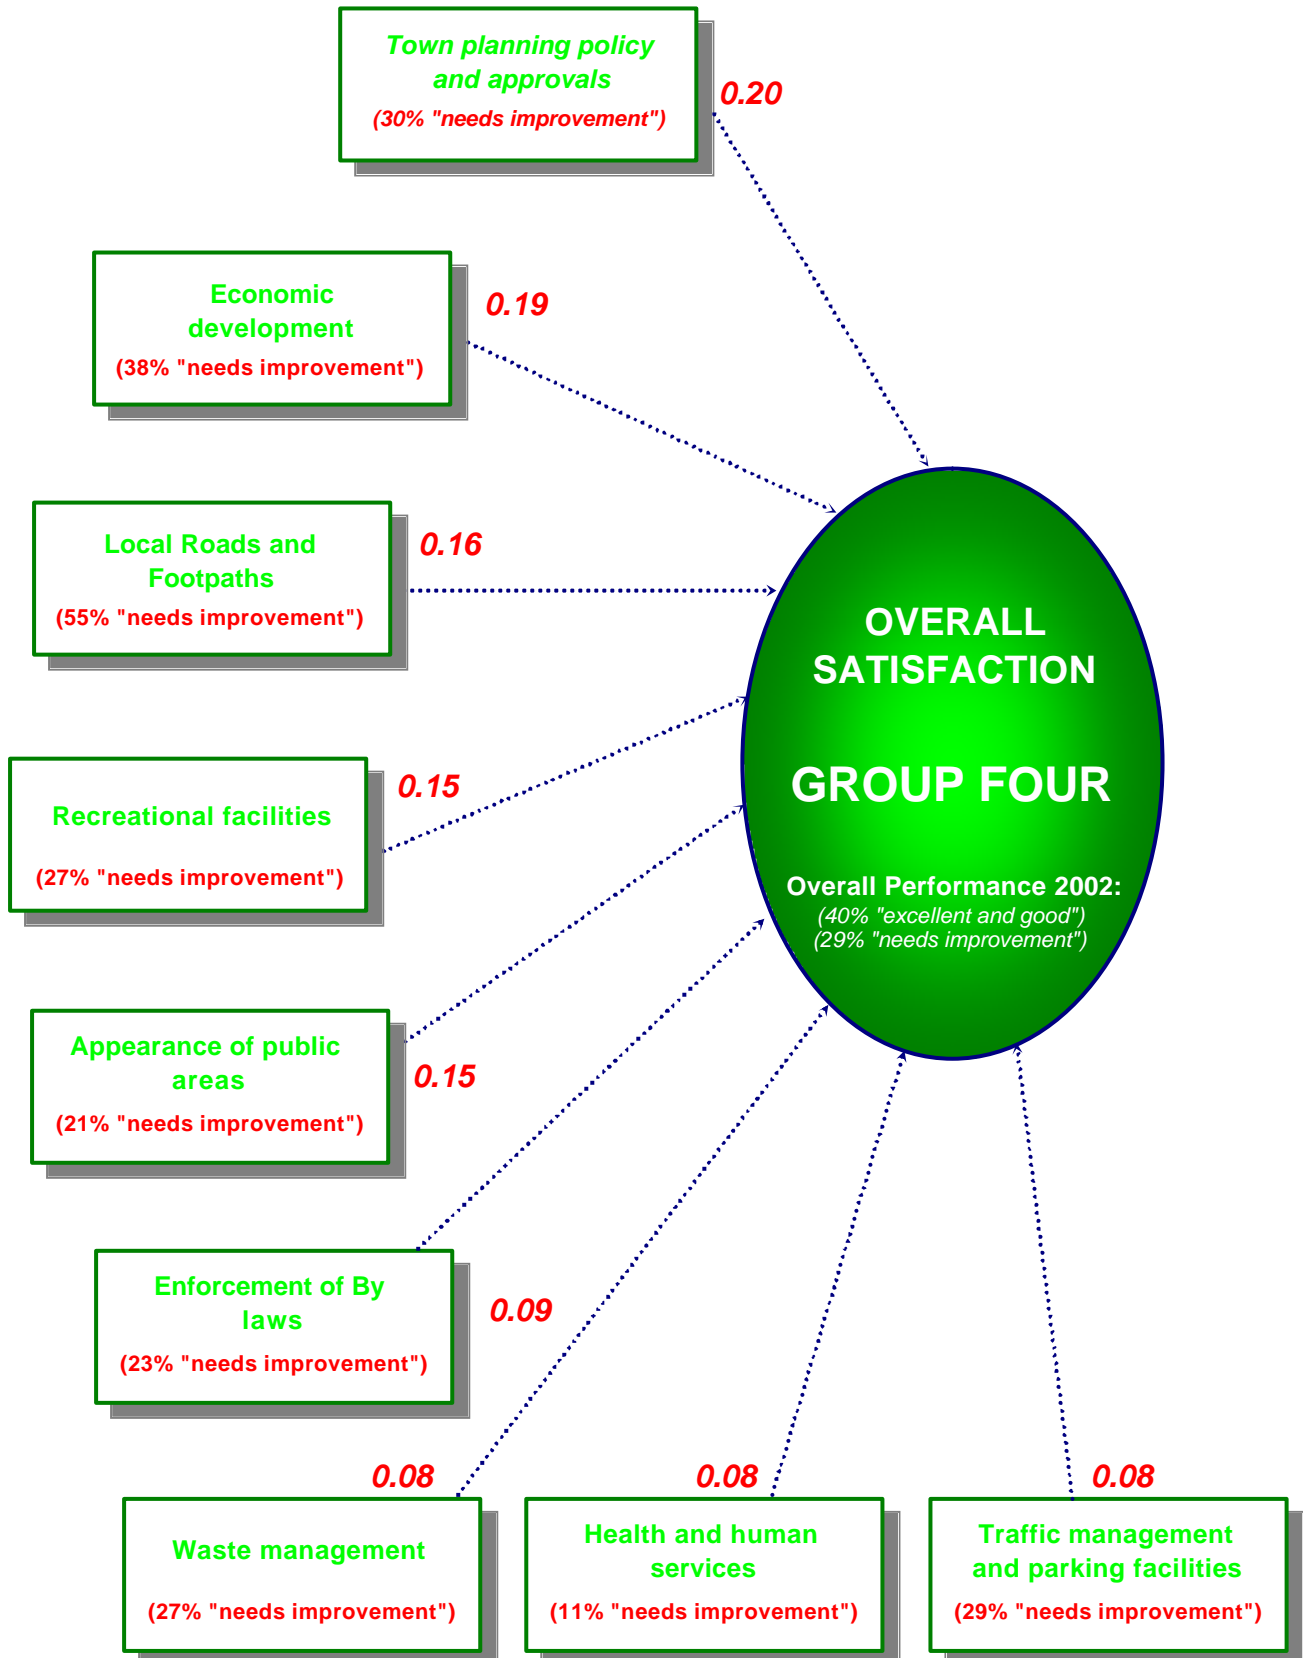 Town planning policy
and approvals
(30% "needs improvement")
0.20
Economic
development
(38% "needs improvement")
0.19
Local Roads and
Footpaths
(55% "needs improvement")
0.16
OVERALL
SATISFACTION
GROUP FOUR
Overall Performance 2002:
(40% "excellent and good")
(29% "needs improvement")
Recreational facilities
(27% "needs improvement")
0.15
Appearance of public
areas
(21% "needs improvement")
0.15
Enforcement of By
laws
(23% "needs improvement")
0.09
0.08
Waste management
(27% "needs improvement")
0.08
Health and human
services
(11% "needs improvement")
0.08
Traffic management
and parking facilities
(29% "needs improvement")